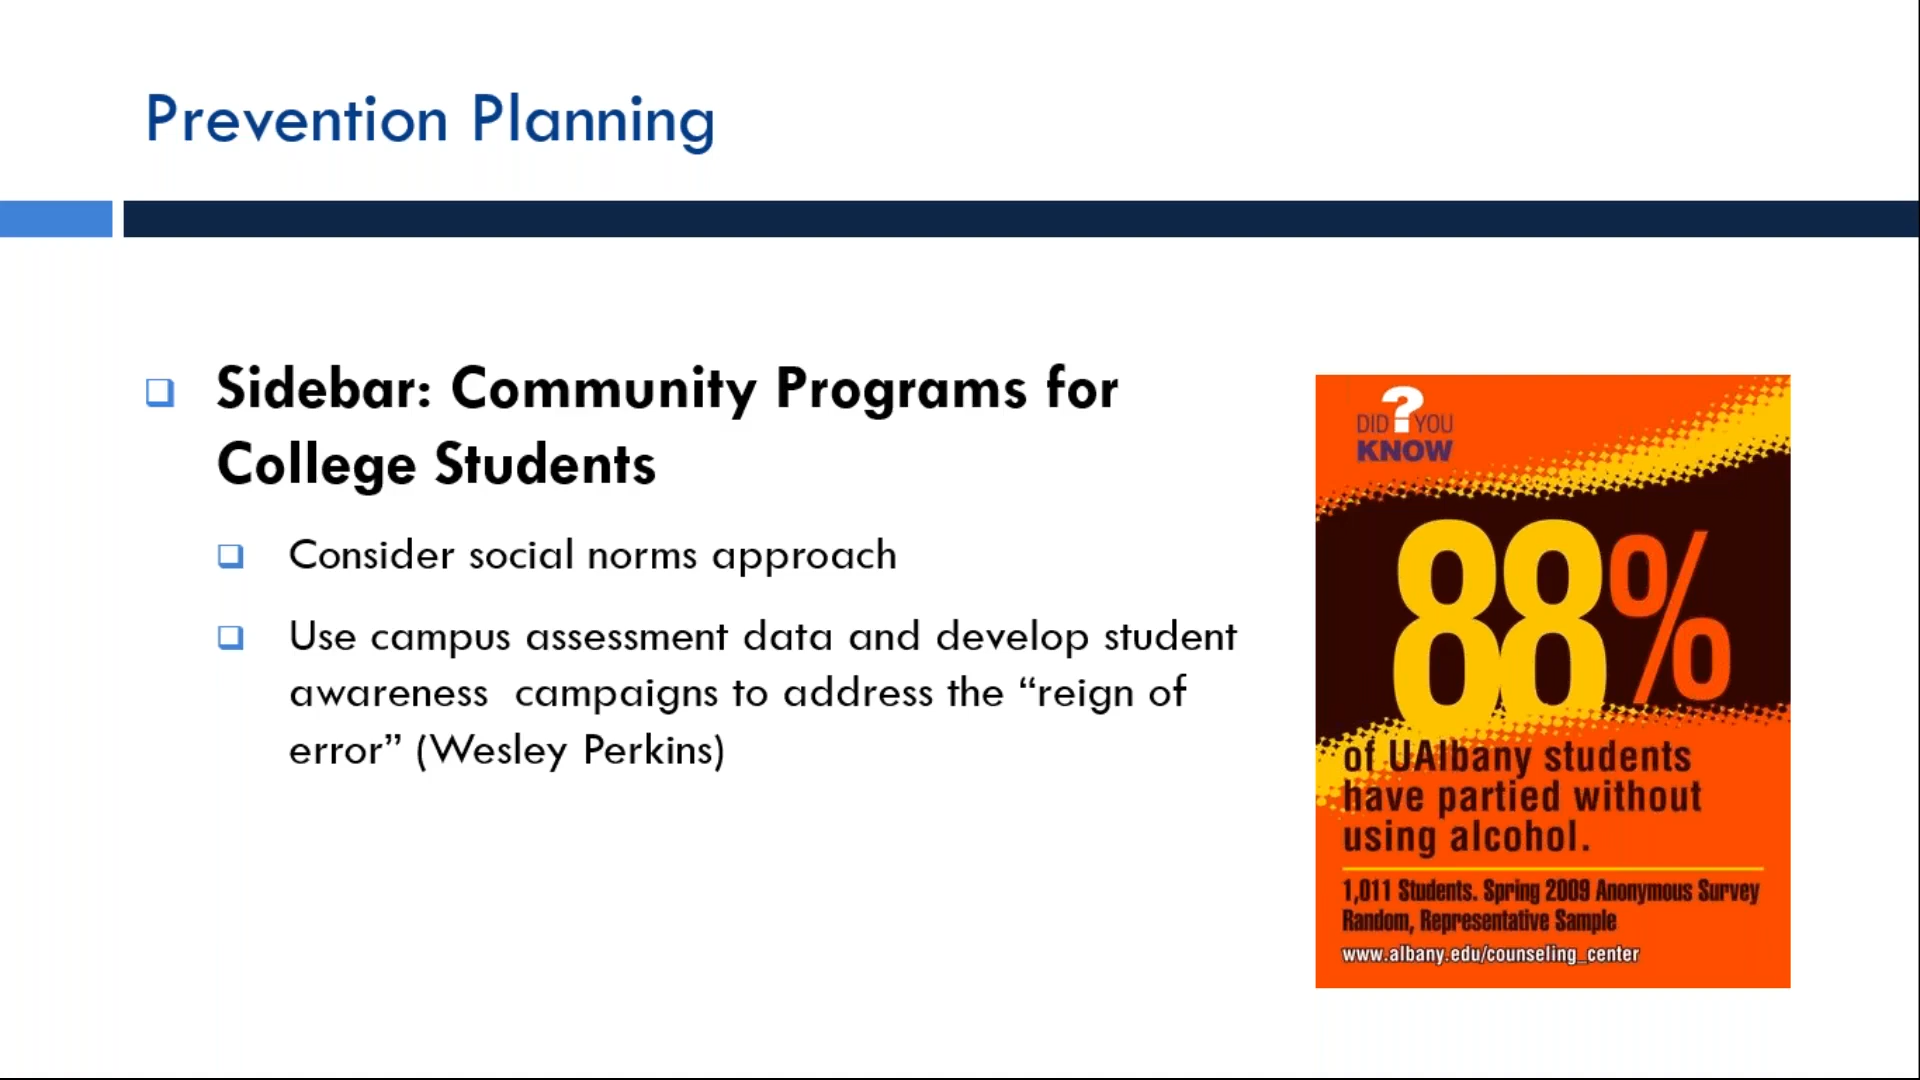 Prevention Planning
Sidebar: Community Programs for
College Students
Consider social norms approach
Use campus assessment data and develop student
awareness  campaigns to address the “reign of
error” (Wesley Perkins)
DID ? YOU
KNOW
88%
of UAlbany students
have partied without
using alcohol.
1,011 Students. Spring 2009 Anonymous Survey
Random, Representative Sample
www.albany.edu/counseling_center